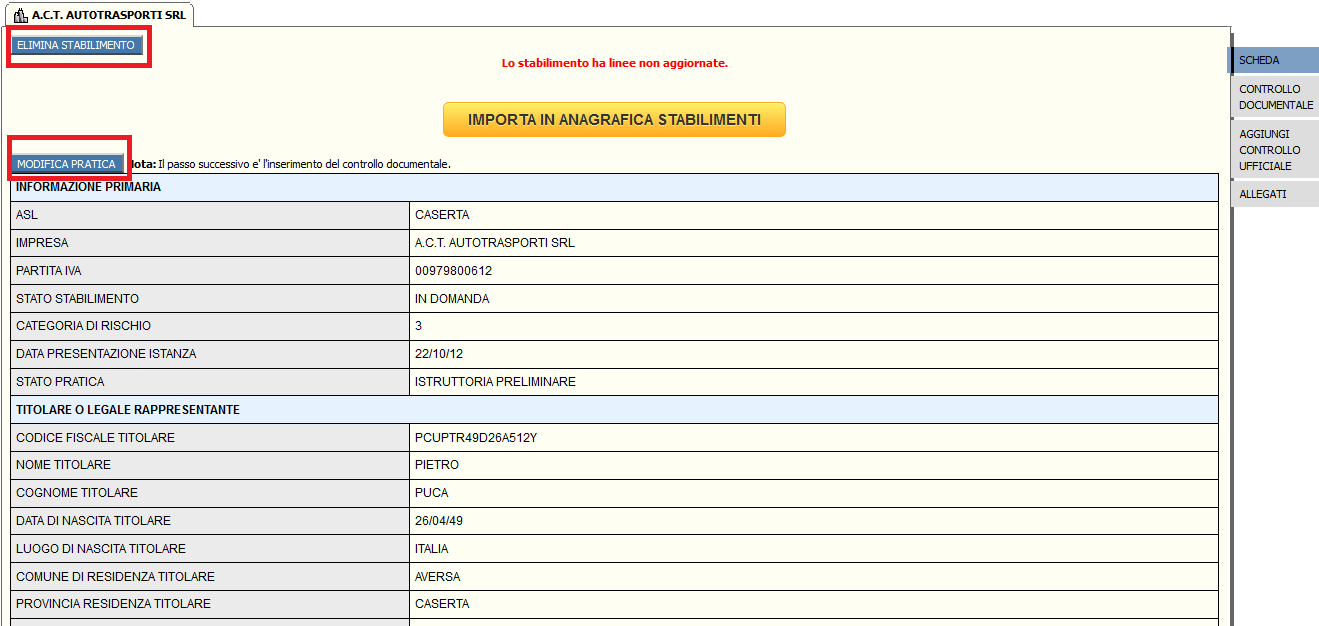 A.C.T. AUTOTRASPORTI SRL
ELIMINA STABILIMENTO
Lo stabilimento ha linee non aggiornate.
IMPORTA IN ANAGRAFICA STABILIMENTI
MODIFICA PRATICA Nota: Il passo successivo e' l'inserimento del controllo documentale.
INFORMAZIONE PRIMARIA
ASL CASERTA
IMPRESA A.C.T. AUTOTRASPORTI SRL
PARTITA IVA 00979800612
STATO STABILIMENTO IN DOMANDA
CATEGORIA DI RISCHIO 3
DATA PRESENTAZIONE ISTANZA 22/10/12
STATO PRATICA ISTRUTTORIA PRELIMINARE
TITOLARE O LEGALE RAPPRESENTANTE
CODICE FISCALE TITOLARE PCUPTR49D26A512Y
NOME TITOLARE PIETRO
COGNOME TITOLARE PUCA
DATA DI NASCITA TITOLARE 26/04/49
LUOGO DI NASCITA TITOLARE ITALIA
COMUNE DI RESIDENZA TITOLARE AVERSA
PROVINCIA RESIDENZA TITOLARE CASERTA
SCHEDA
CONTROLLO
DOCUMENTALE
AGGIUNGI
CONTROLLO
UFFICIALE
ALLEGATI